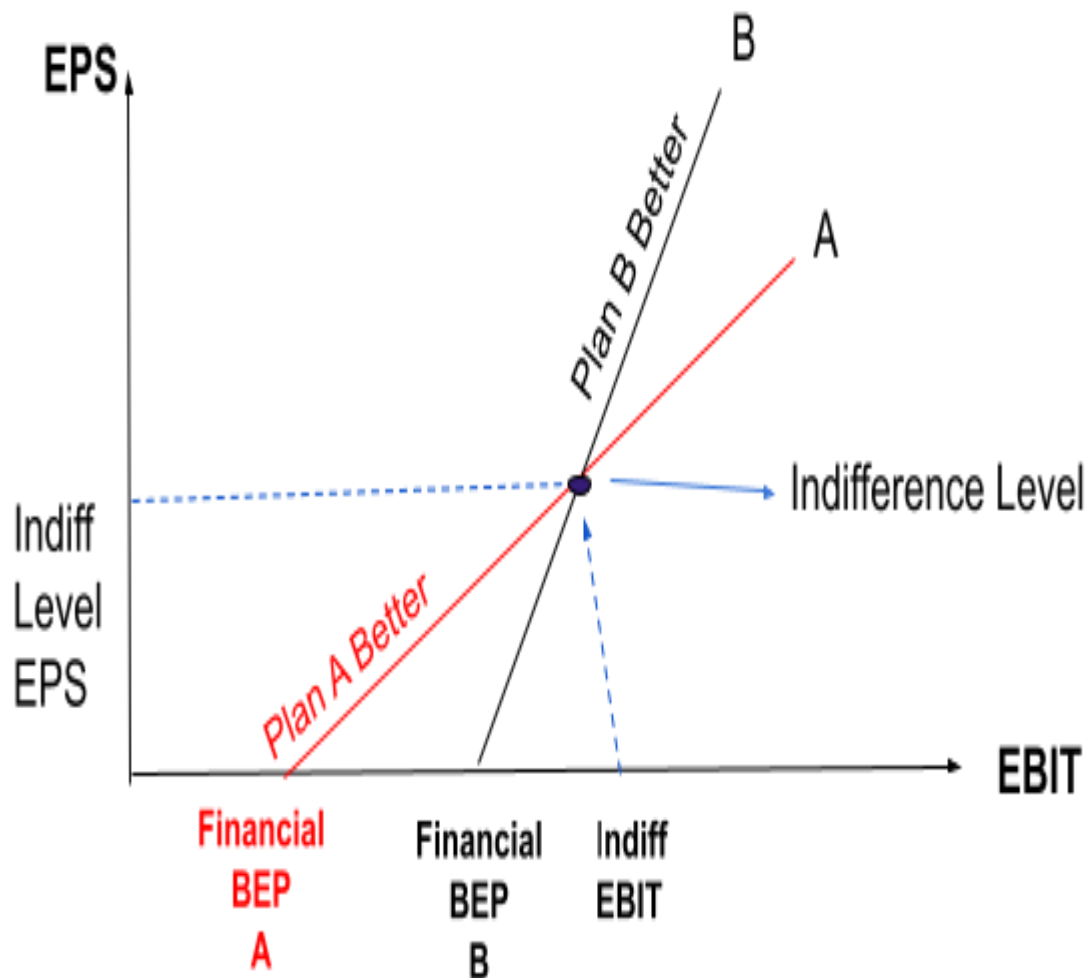 B
EPS
Plan B Better
A
Indifference Level
Indiff
Level
EPS
Plan A Better
EBIT
Financial
BEP
A
Financial
BEP
B
Indiff
EBIT